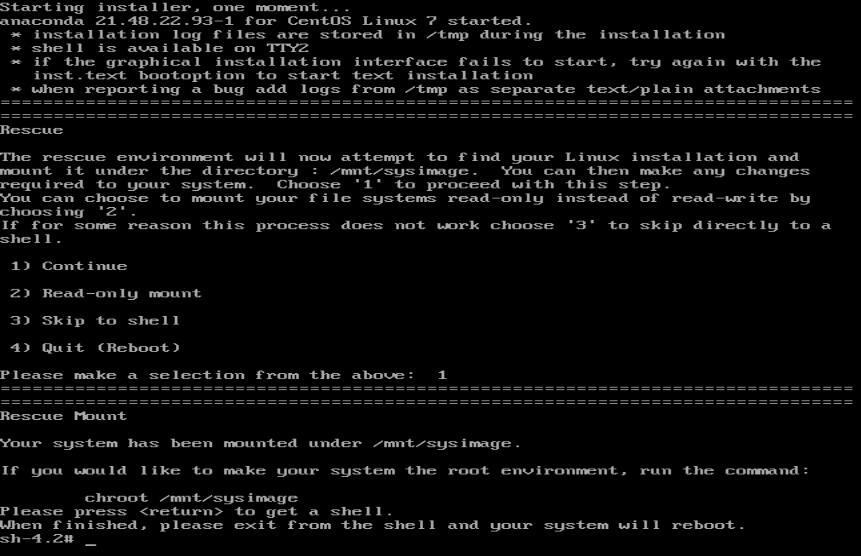 Starting installer, one moment...
anaconda 21.48.22.93-1 for CentOS Linux 7 started.
 * installation log files are stored in /tmp during the installation
 * shell is available on TTY2
 * if the graphical installation interface fails to start, try again with the
   inst.text bootoption to start text installation
 * when reporting a bug add logs from /tmp as separate text/plain attachments
================================================================================
================================================================================
Rescue
The rescue environment will now attempt to find your Linux installation and
mount it under the directory : /mnt/sysimage.  You can then make any changes
required to your system.  Choose '1' to proceed with this step.
You can choose to mount your file systems read-only instead of read-write by
choosing '2'.
If for some reason this process does not work choose '3' to skip directly to a
shell.
 1) Continue
 2) Read-only mount
 3) Skip to shell
 4) Quit (Reboot)
Please make a selection from the above:  1
================================================================================
================================================================================
Rescue Mount
Your system has been mounted under /mnt/sysimage.
If you would like to make your system the root environment, run the command:
        chroot /mnt/sysimage
Please press <return> to get a shell.
When finished, please exit from the shell and your system will reboot.
sh-4.2# _